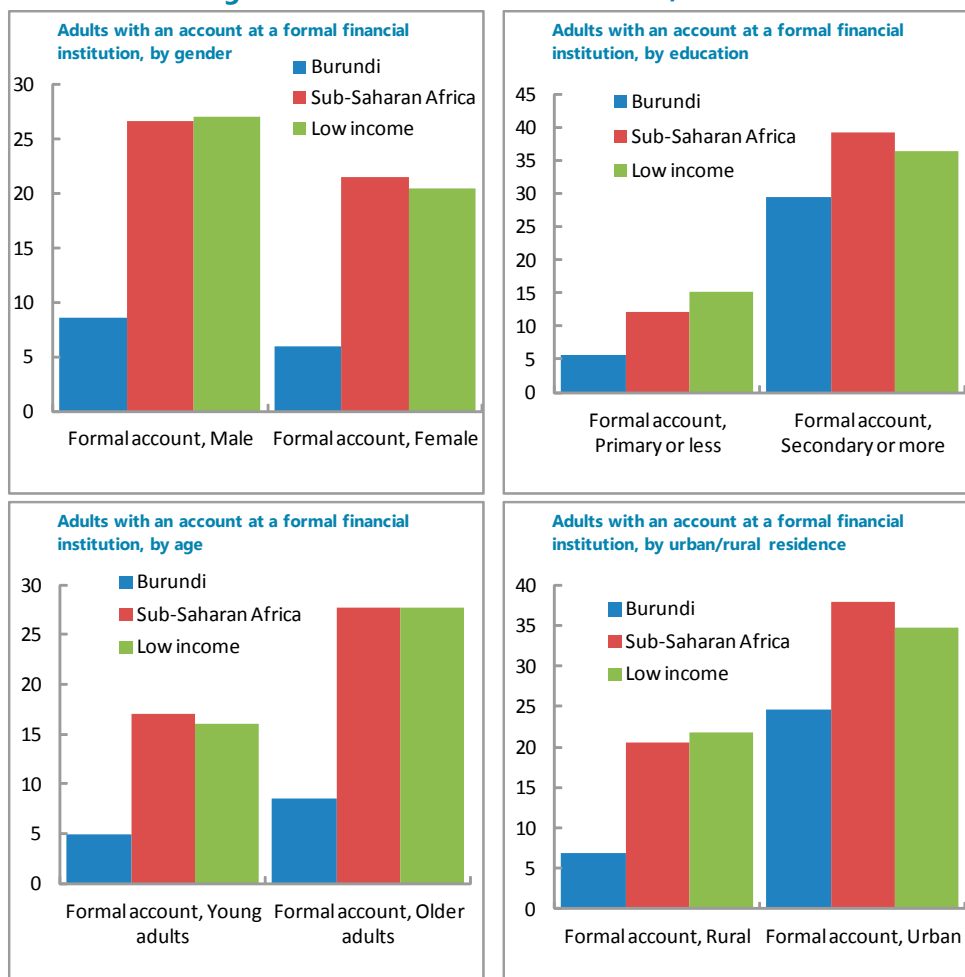 Adults with an account at a formal financial
institution, by gender
Burundi
Sub-Saharan Africa
Low income
30
25
20
15
10
5
0
Formal account, Male
Formal account, Female
Adults with an account at a formal financial
institution, by education
Burundi
Sub-Saharan Africa
Low income
45
40
35
30
25
20
15
10
5
0
Formal account,
Primary or less
Formal account,
Secondary or more
Adults with an account at a formal financial
institution, by age
Burundi
Sub-Saharan Africa
Low income
30
25
20
15
10
5
0
Formal account, Young
adults
Formal account, Older
adults
Adults with an account at a formal financial
institution, by urban/rural residence
Burundi
Sub-Saharan Africa
Low income
40
35
30
25
20
15
10
5
0
Formal account, Rural
Formal account, Urban